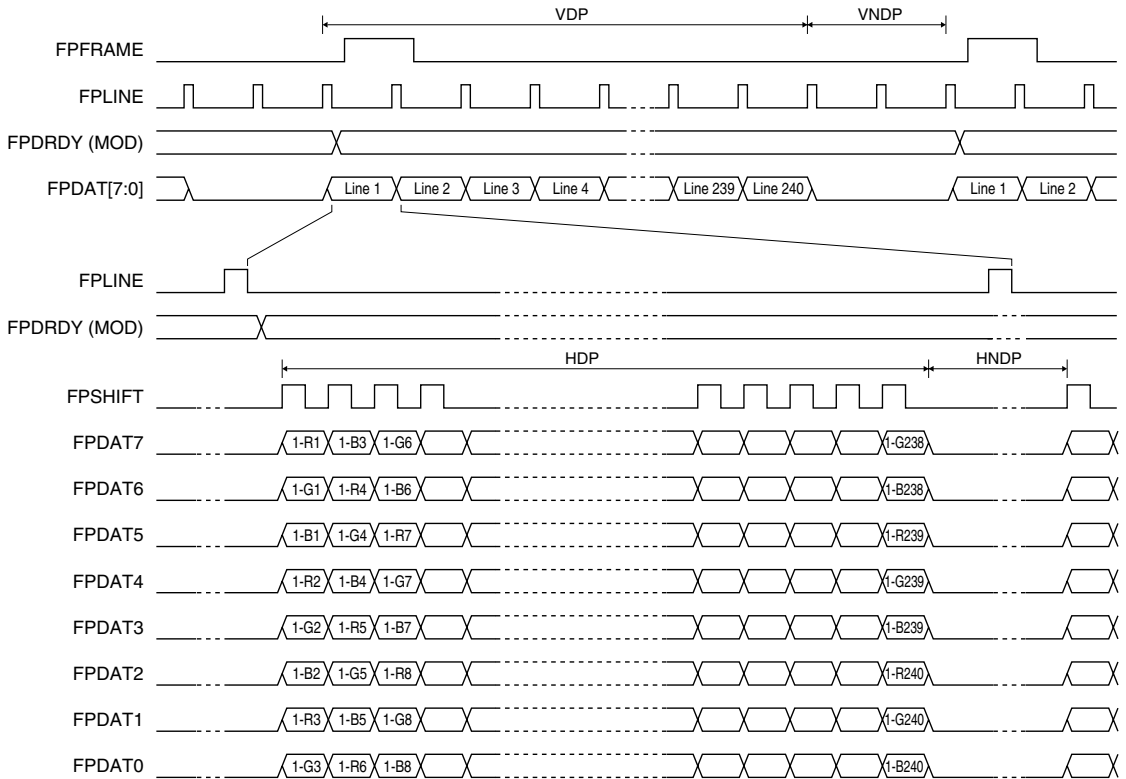 VDP VNDP
FPFRAME
FPLINE
FPDRDY (MOD)
FPDAT[7:0] Line 1 Line 2 Line 3 Line 4 Line 239 Line 240 Line 1 Line 2
FPLINE
FPDRDY (MOD)
HDP HNDP
FPSHIFT
FPDAT7 1-R1 1-B3 1-G6 1-G238
FPDAT6 1-G1 1-R4 1-B6 1-B238
FPDAT5 1-B1 1-G4 1-R7 1-R239
FPDAT4 1-R2 1-B4 1-G7 1-G239
FPDAT3 1-G2 1-R5 1-B7 1-B239
FPDAT2 1-B2 1-G5 1-R8 1-R240
FPDAT1 1-R3 1-B5 1-G8 1-G240
FPDAT0 1-G3 1-R6 1-B8 1-B240